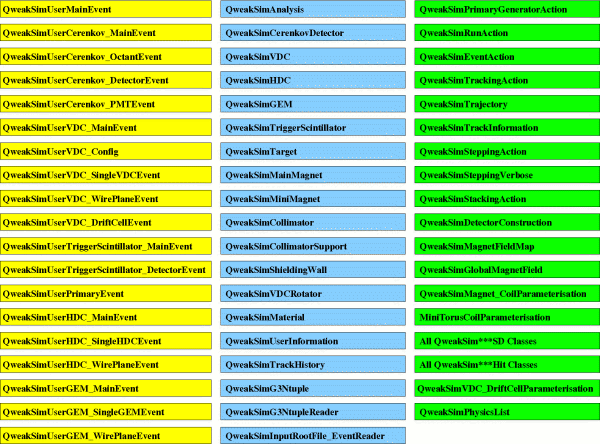 QweakSimUserMainEvent
QweakSimUserCerenkov_MainEvent
QweakSimUserCerenkov_OctantEvent
QweakSimUserCerenkov_DetectorEvent
QweakSimUserCerenkov_PMTEvent
QweakSimUserVDC_MainEvent
QweakSimUserVDC_Config
QweakSimUserVDC_SingleVDCEvent
QweakSimUserVDC_WirePlaneEvent
QweakSimUserVDC_DriftCellEvent
QweakSimUserTriggerScintillator_MainEvent
QweakSimUserTriggerScintillator_DetectorEvent
QweakSimUserPrimaryEvent
QweakSimUserHDC_MainEvent
QweakSimUserHDC_SingleHDCEvent
QweakSimUserHDC_WirePlaneEvent
QweakSimUserGEM_MainEvent
QweakSimUserGEM_SingleGEMEvent
QweakSimUserGEM_WirePlaneEvent
QweakSimAnalysis
QweakSimCerenkovDetector
QweakSimVDC
QweakSimHDC
QweakSimGEM
QweakSimTriggerScintillator
QweakSimTarget
QweakSimMainMagnet
QweakSimMiniMagnet
QweakSimCollimator
QweakSimCollimatorSupport
QweakSimShieldingWall
QweakSimVDCRotator
QweakSimMaterial
QweakSimUserInformation
QweakSimTrackHistory
QweakSimG3Ntuple
QweakSimG3NtupleReader
QweakSimInputRootFile_EventReader
QweakSimPrimaryGeneratorAction
QweakSimRunAction
QweakSimEventAction
QweakSimTrackingAction
QweakSimTrajectory
QweakSimTrackInformation
QweakSimSteppingAction
QweakSimSteppingVerbose
QweakSimStackingAction
QweakSimDetectorConstruction
QweakSimMagnetFieldMap
QweakSimGlobalMagnetField
QweakSimMagnet_CoilParameterisation
MiniTorusCoilParameterisation
All QweakSim***SD Classes
All QweakSim***Hit Classes
QweakSimVDC_DriftCellParameterisation
QweakSimPhysicsList